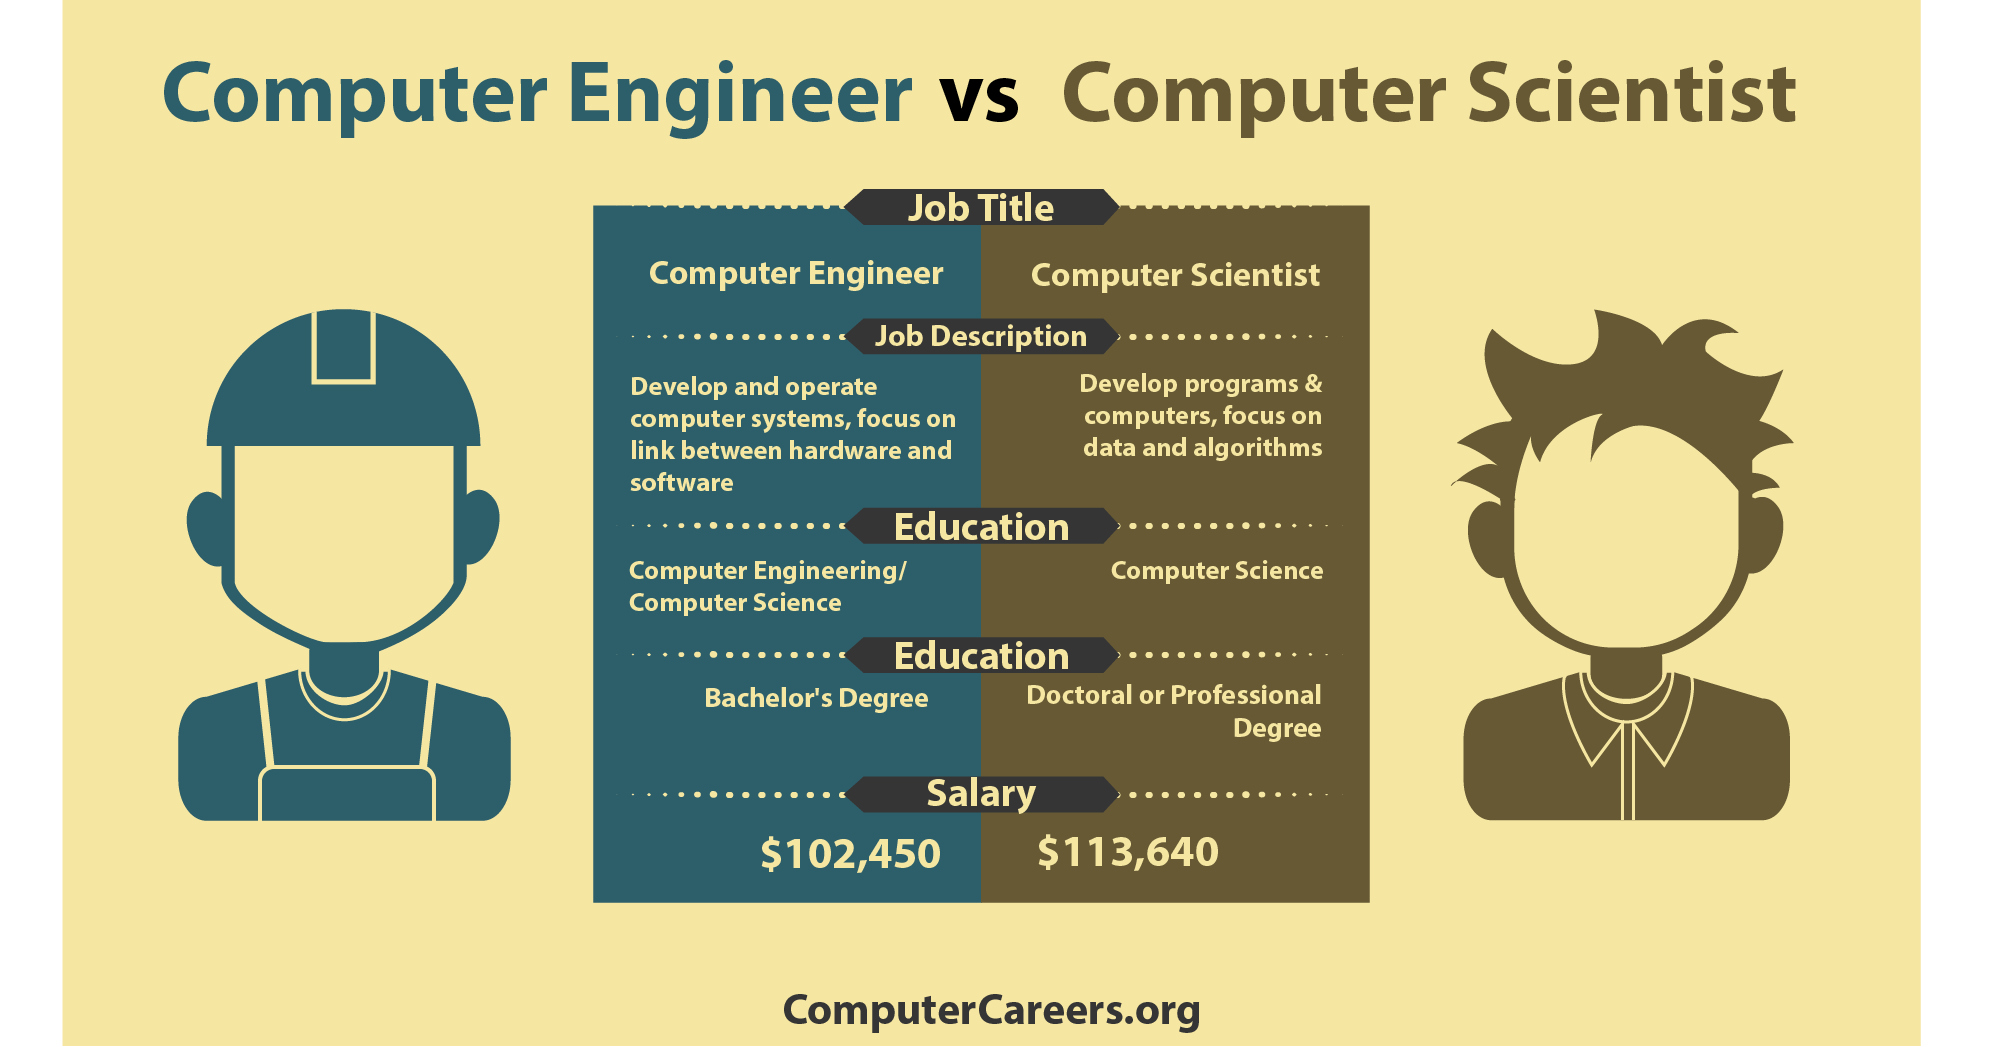 Computer Engineer vs Computer Scientist
Job Title
Computer Engineer
Computer Scientist
Job Description
Develop and operate
computer systems, focus on
link between hardware and
software
Develop programs &
computers, focus on
data and algorithms
Education
Computer Engineering/
Computer Science
Computer Science
Education
Bachelor's Degree
Doctoral or Professional
Degree
Salary
$102,450
$113,640
ComputerCareers.org